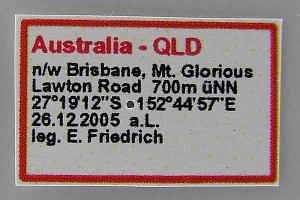 Australia - QLD
n/w Brisbane, Mt. Glorious
Lawton Road 700m üNN
27°19'12"S 152°44'57"E
26.12.2005 a.L.
leg. E. Friedrich